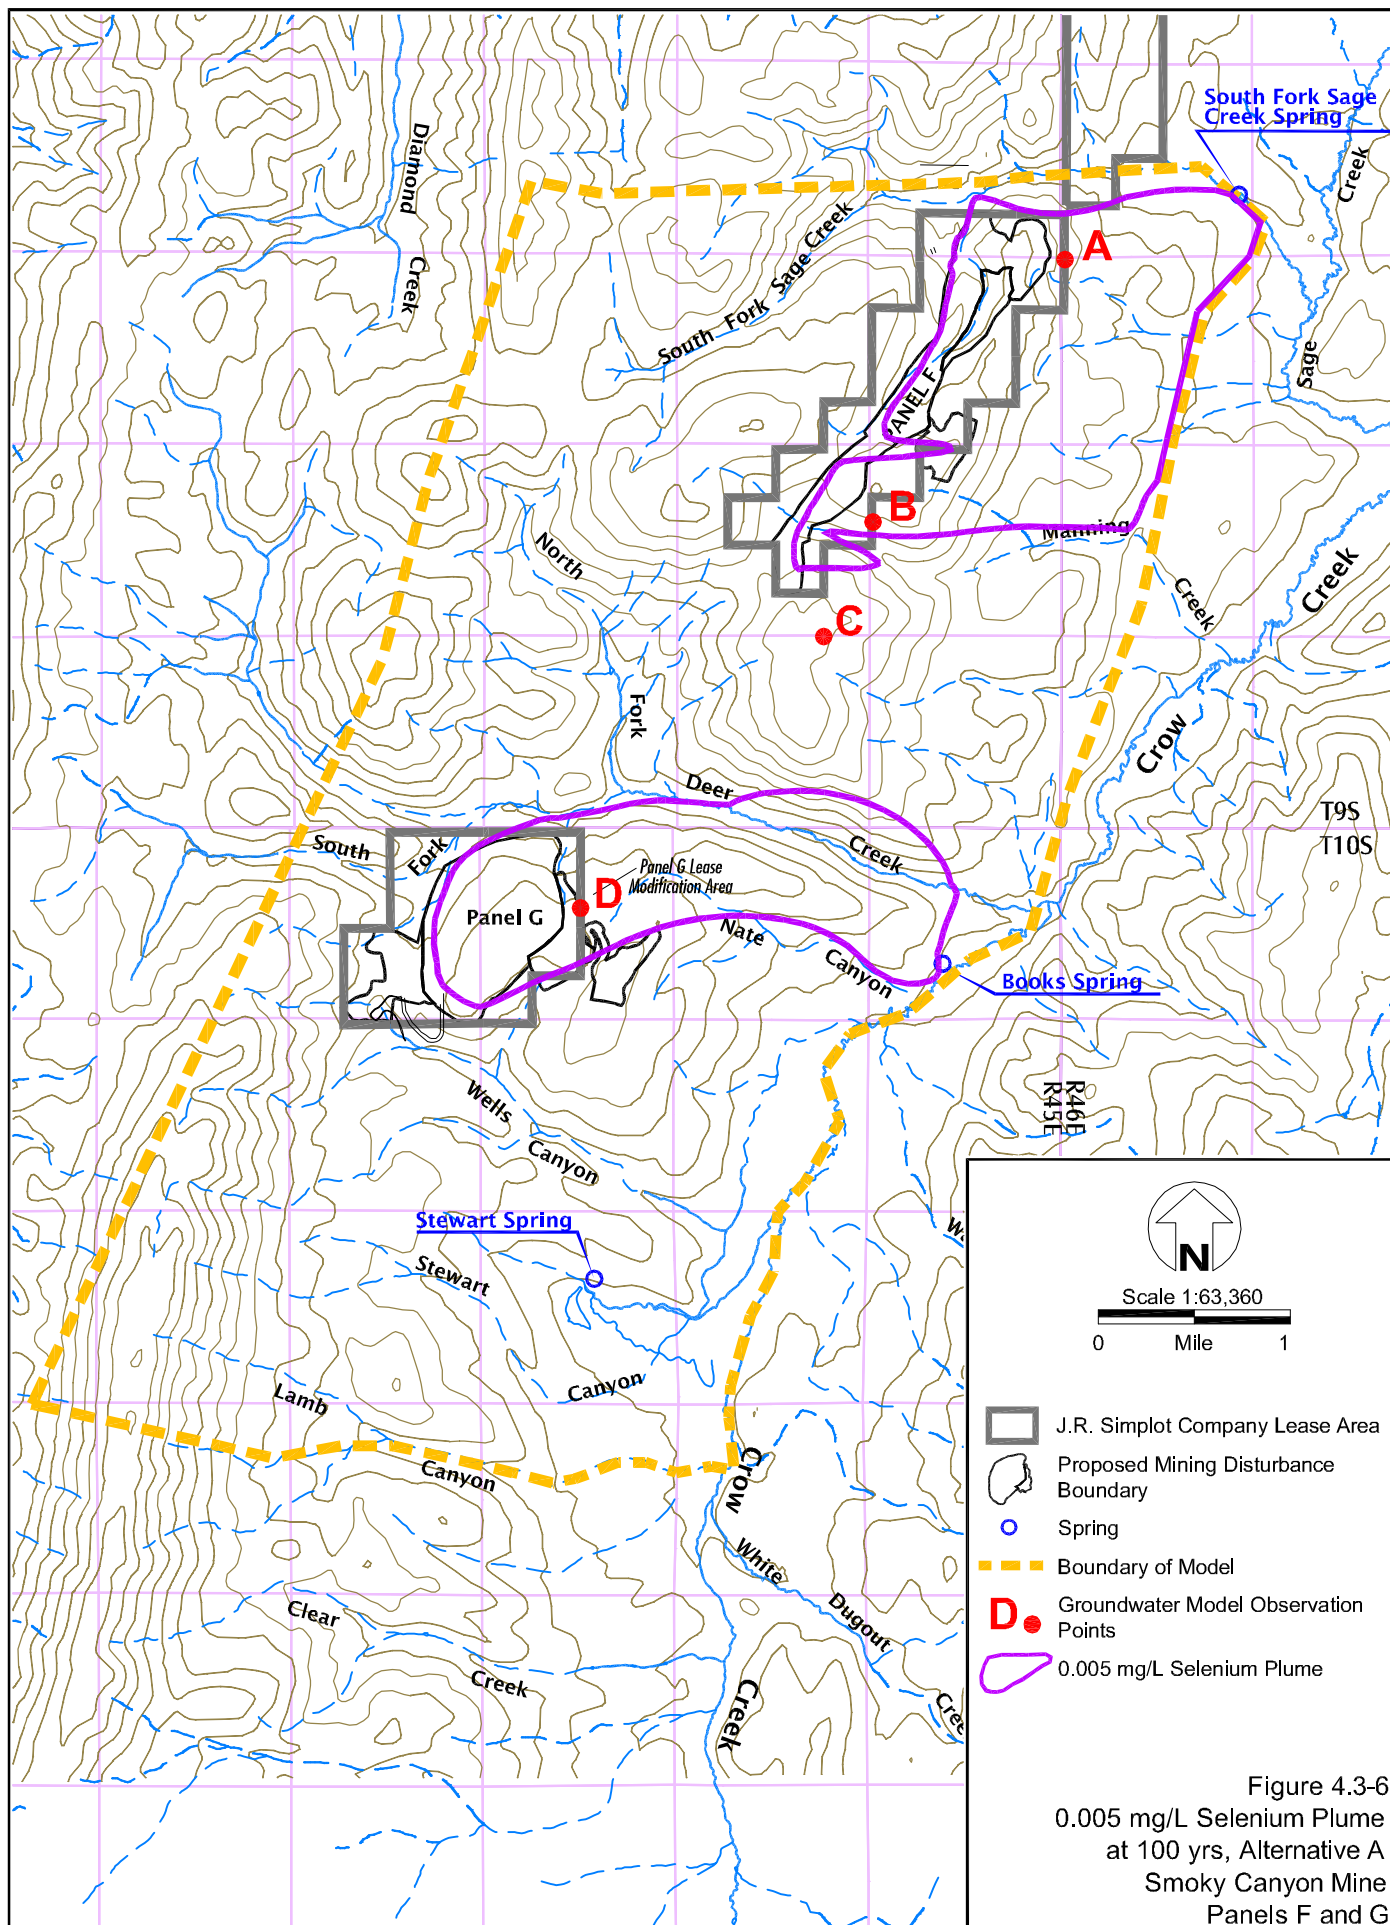 South Fork Sage
Creek Spring
Diamond
Creek
Creek
Sage
South Fork Sage Creek
A
PANEL F
B
Manning
Creek
C
North
Fork
Crow
Creek
Deer
Creek
T9S
T10S
South
Fork
Panel G Lease
Modification Area
D
Panel G
Nate
Canyon
Books Spring
R46E
R45E
Wells
Canyon
Stewart Spring
Stewart
Canyon
Lamb
Canyon
Crow
Creek
White
Dugout
Clear
Creek
N
Scale 1:63,360
0 Mile 1
J.R. Simplot Company Lease Area
Proposed Mining Disturbance
Boundary
Spring
Boundary of Model
D
Groundwater Model Observation
Points
0.005 mg/L Selenium Plume
Figure 4.3-6
0.005 mg/L Selenium Plume
at 100 yrs, Alternative A
Smoky Canyon Mine
Panels F and G